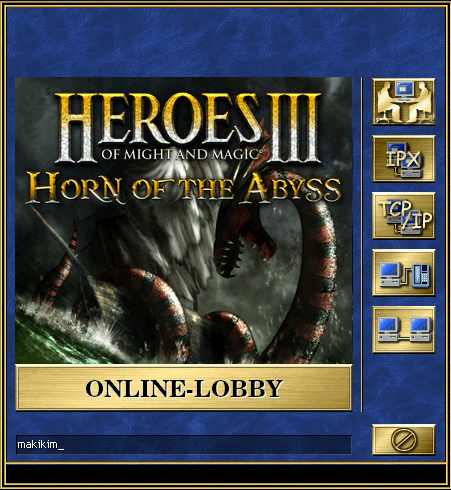 HEROES III
OF MIGHT AND MAGIC®
HORN OF THE ABYSS
IPX
TCP
/IP
ONLINE-LOBBY
makikim_